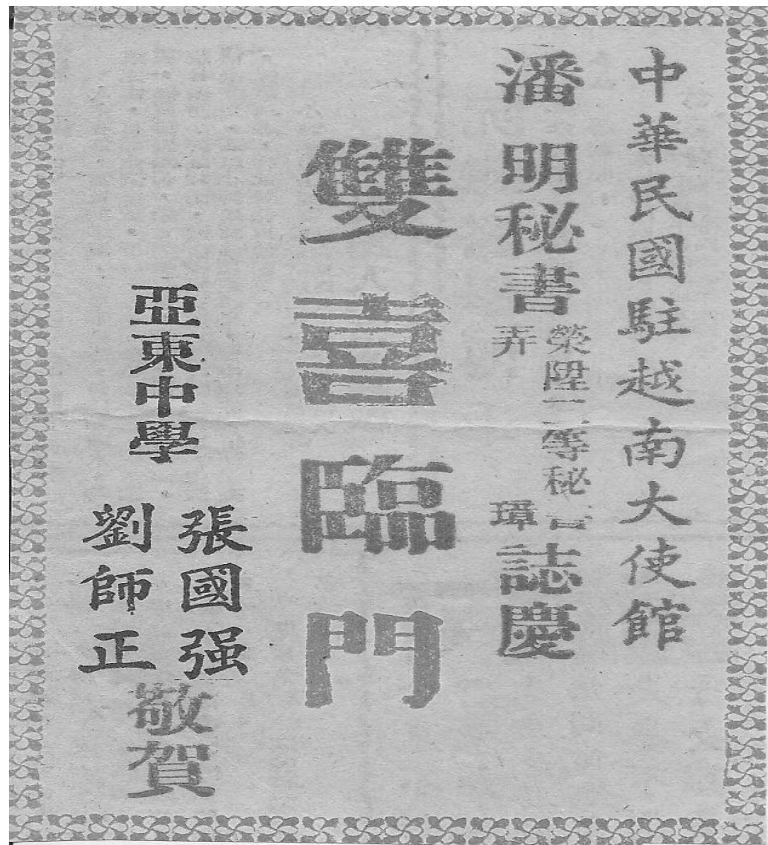 中華民國駐越南大使館
潘明秘書 榮陞二等秘書 弄璋 誌慶
雙喜臨門
亞東中學 張國强 劉師正 敬賀